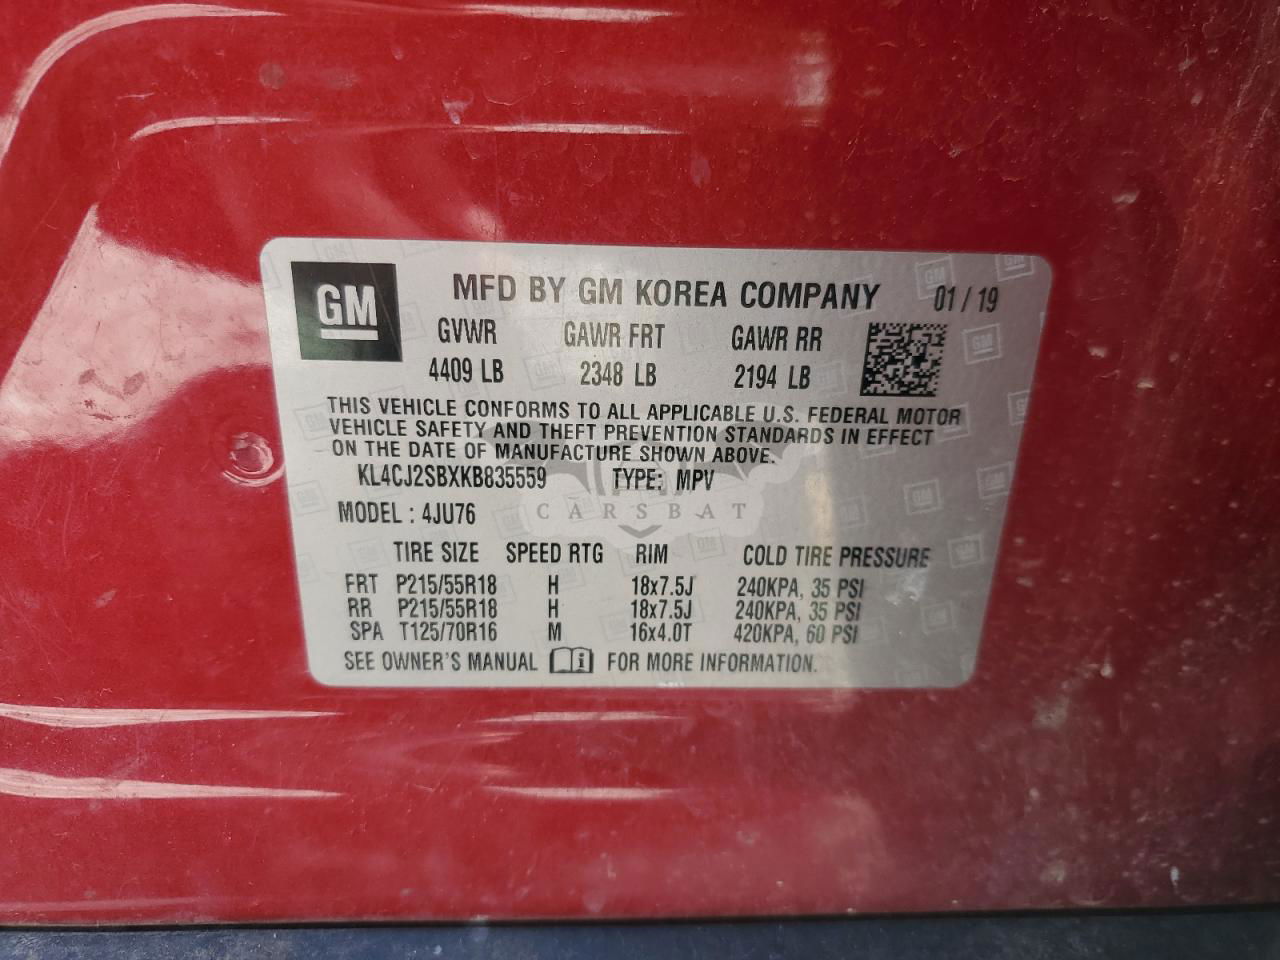 GM
MFD BY GM KOREA COMPANY 01 / 19
GVWR GAWR FRT GAWR RR
4409 LB 2348 LB 2194 LB
THIS VEHICLE CONFORMS TO ALL APPLICABLE U.S. FEDERAL MOTOR
VEHICLE SAFETY AND THEFT PREVENTION STANDARDS IN EFFECT
ON THE DATE OF MANUFACTURE SHOWN ABOVE.
KL4CJ2SBXKB835559 TYPE: MPV
CARSBAT
MODEL : 4JU76
TIRE SIZE SPEED RTG RIM COLD TIRE PRESSURE
FRT P215/55R18 H 18x7.5J 240KPA, 35 PSI
RR P215/55R18 H 18x7.5J 240KPA, 35 PSI
SPA T125/70R16 M 16x4.0T 420KPA, 60 PSI
SEE OWNER'S MANUAL i FOR MORE INFORMATION.